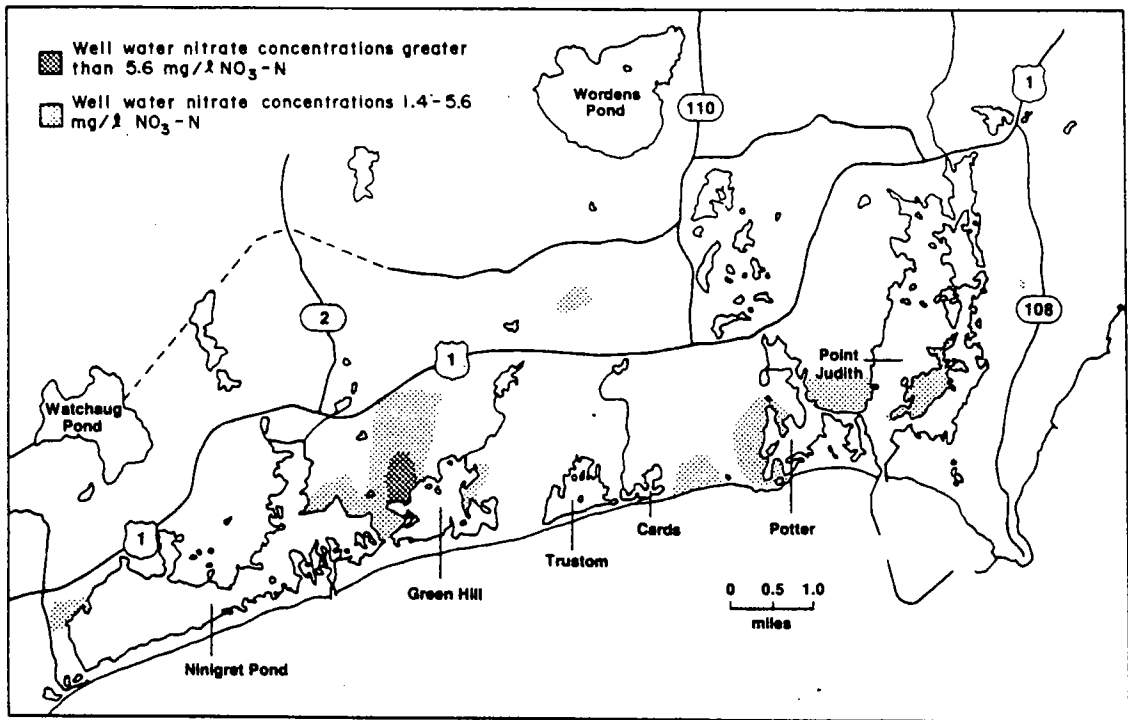 Well water nitrate concentrations greater
than 5.6 mg/ℓ NO₃-N
Well water nitrate concentrations 1.4-5.6
mg/ℓ NO₃-N
Wordens
Pond
110
1
2
1
108
Point
Judith
Watchaug
Pond
1
Cards
Potter
Trustom
Green Hill
0 0.5 1.0
miles
Ninigret Pond